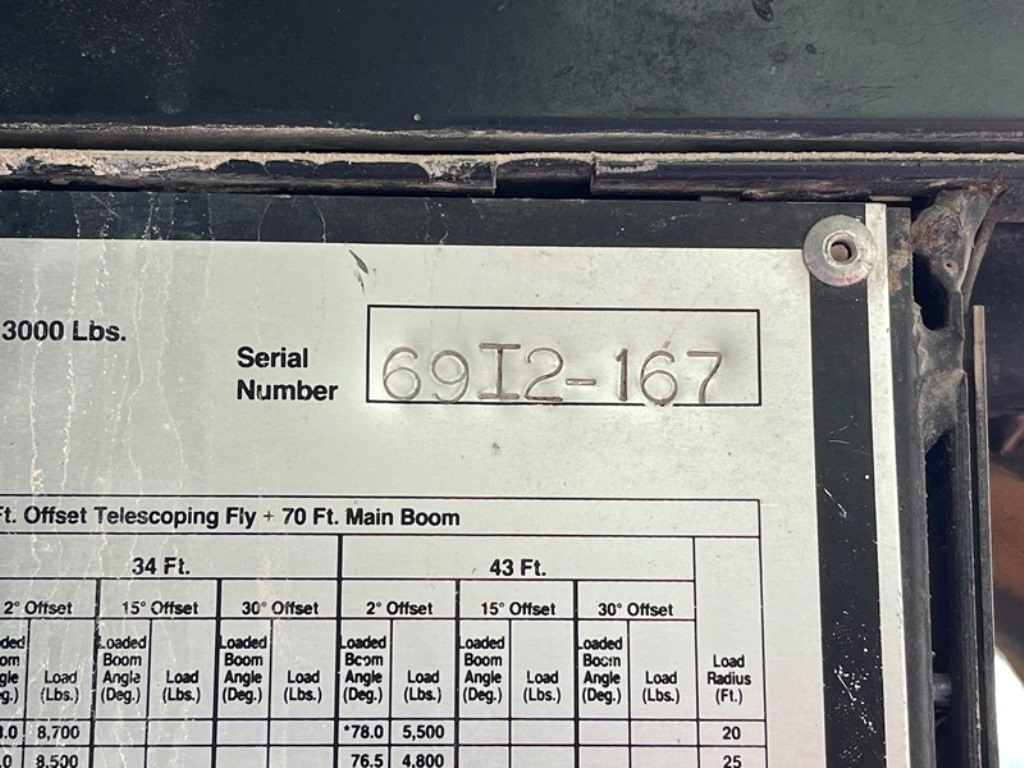 3000 Lbs.
Serial
Number
69I2-167
Ft. Offset Telescoping Fly + 70 Ft. Main Boom
34 Ft.
43 Ft.
2° Offset
15° Offset
30° Offset
2° Offset
15° Offset
30° Offset
Load
(Lbs.)
Loaded
Boom
Angle
(Deg.)
Load
(Lbs.)
Loaded
Boom
Angle
(Deg.)
Load
(Lbs.)
Loaded
Boom
Angle
(Deg.)
Load
(Lbs.)
Loaded
Boom
Angle
(Deg.)
Load
(Lbs.)
Loaded
Boom
Angle
(Deg.)
Load
(Lbs.)
Load
Radius
(Ft.)
8,700 *78.0 5,500 20
8,500 76.5 4,800 25